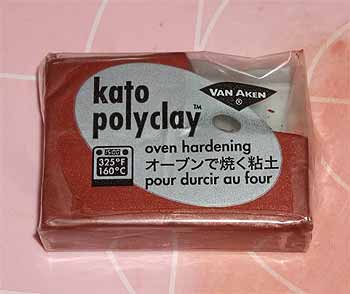 VAN AKEN
®
kato
polyclay™
oven hardening
オーブンで焼く粘土
pour durcir au four
325°F
160°C